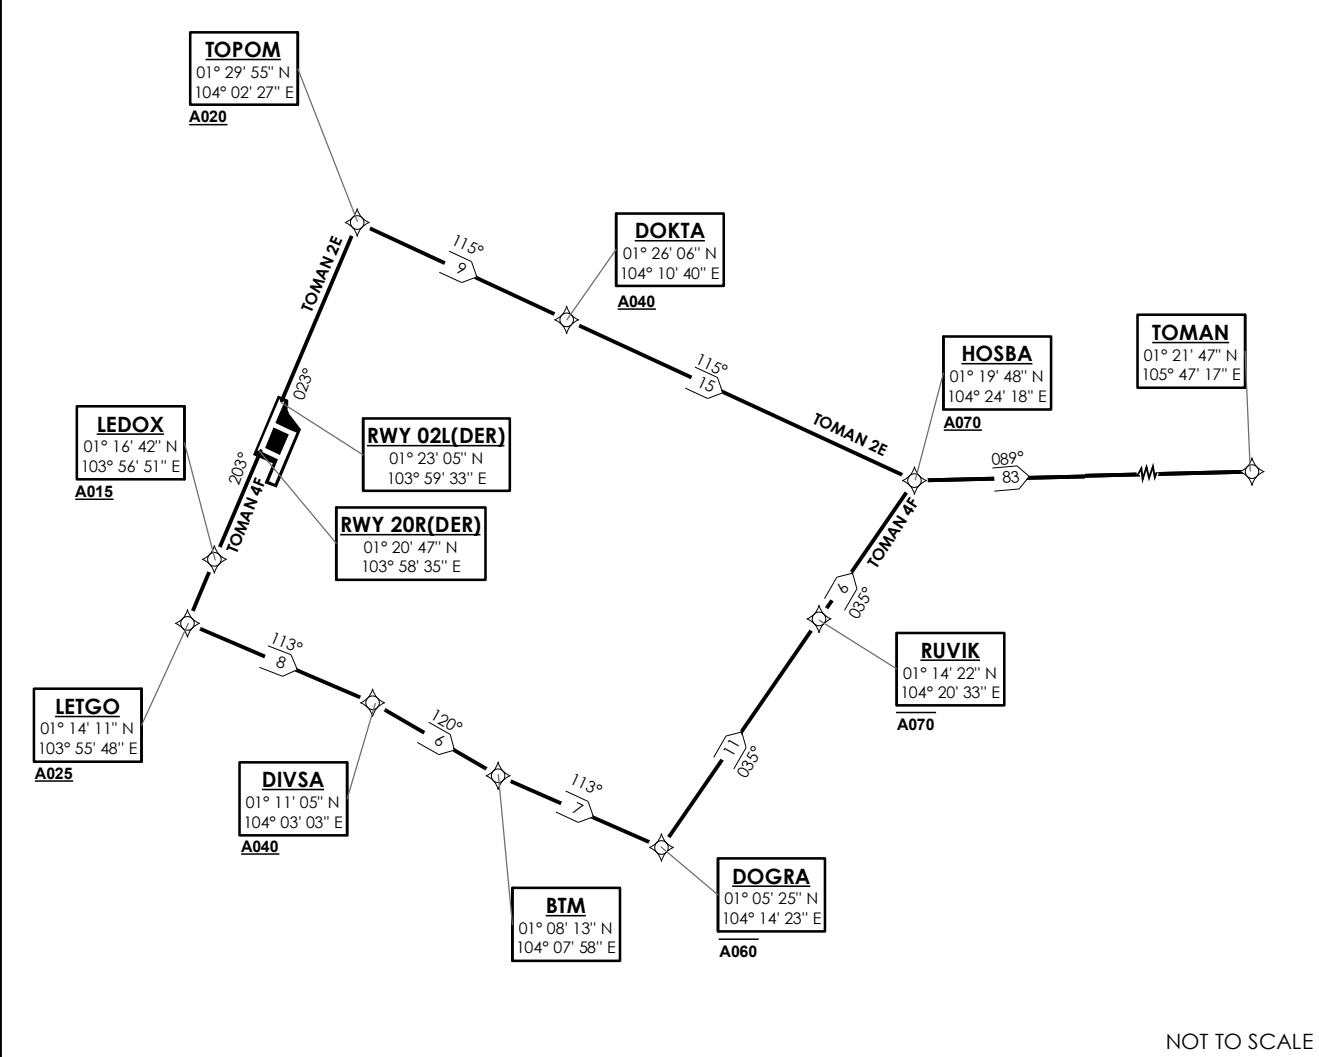 TOPOM
01° 29' 55" N
104° 02' 27" E
A020
TOMAN 2E
023°
115°
9
DOKTA
01° 26' 06" N
104° 10' 40" E
A040
115°
15
TOMAN 2E
HOSBA
01° 19' 48" N
104° 24' 18" E
A070
089°
83
TOMAN
01° 21' 47" N
105° 47' 17" E
LEDOX
01° 16' 42" N
103° 56' 51" E
A015
203°
TOMAN 4F
RWY 02L(DER)
01° 23' 05" N
103° 59' 33" E
RWY 20R(DER)
01° 20' 47" N
103° 58' 35" E
TOMAN 4F
6
035°
RUVIK
01° 14' 22" N
104° 20' 33" E
A070
LETGO
01° 14' 11" N
103° 55' 48" E
A025
113°
8
DIVSA
01° 11' 05" N
104° 03' 03" E
A040
120°
6
BTM
01° 08' 13" N
104° 07' 58" E
113°
7
11
035°
DOGRA
01° 05' 25" N
104° 14' 23" E
A060
NOT TO SCALE